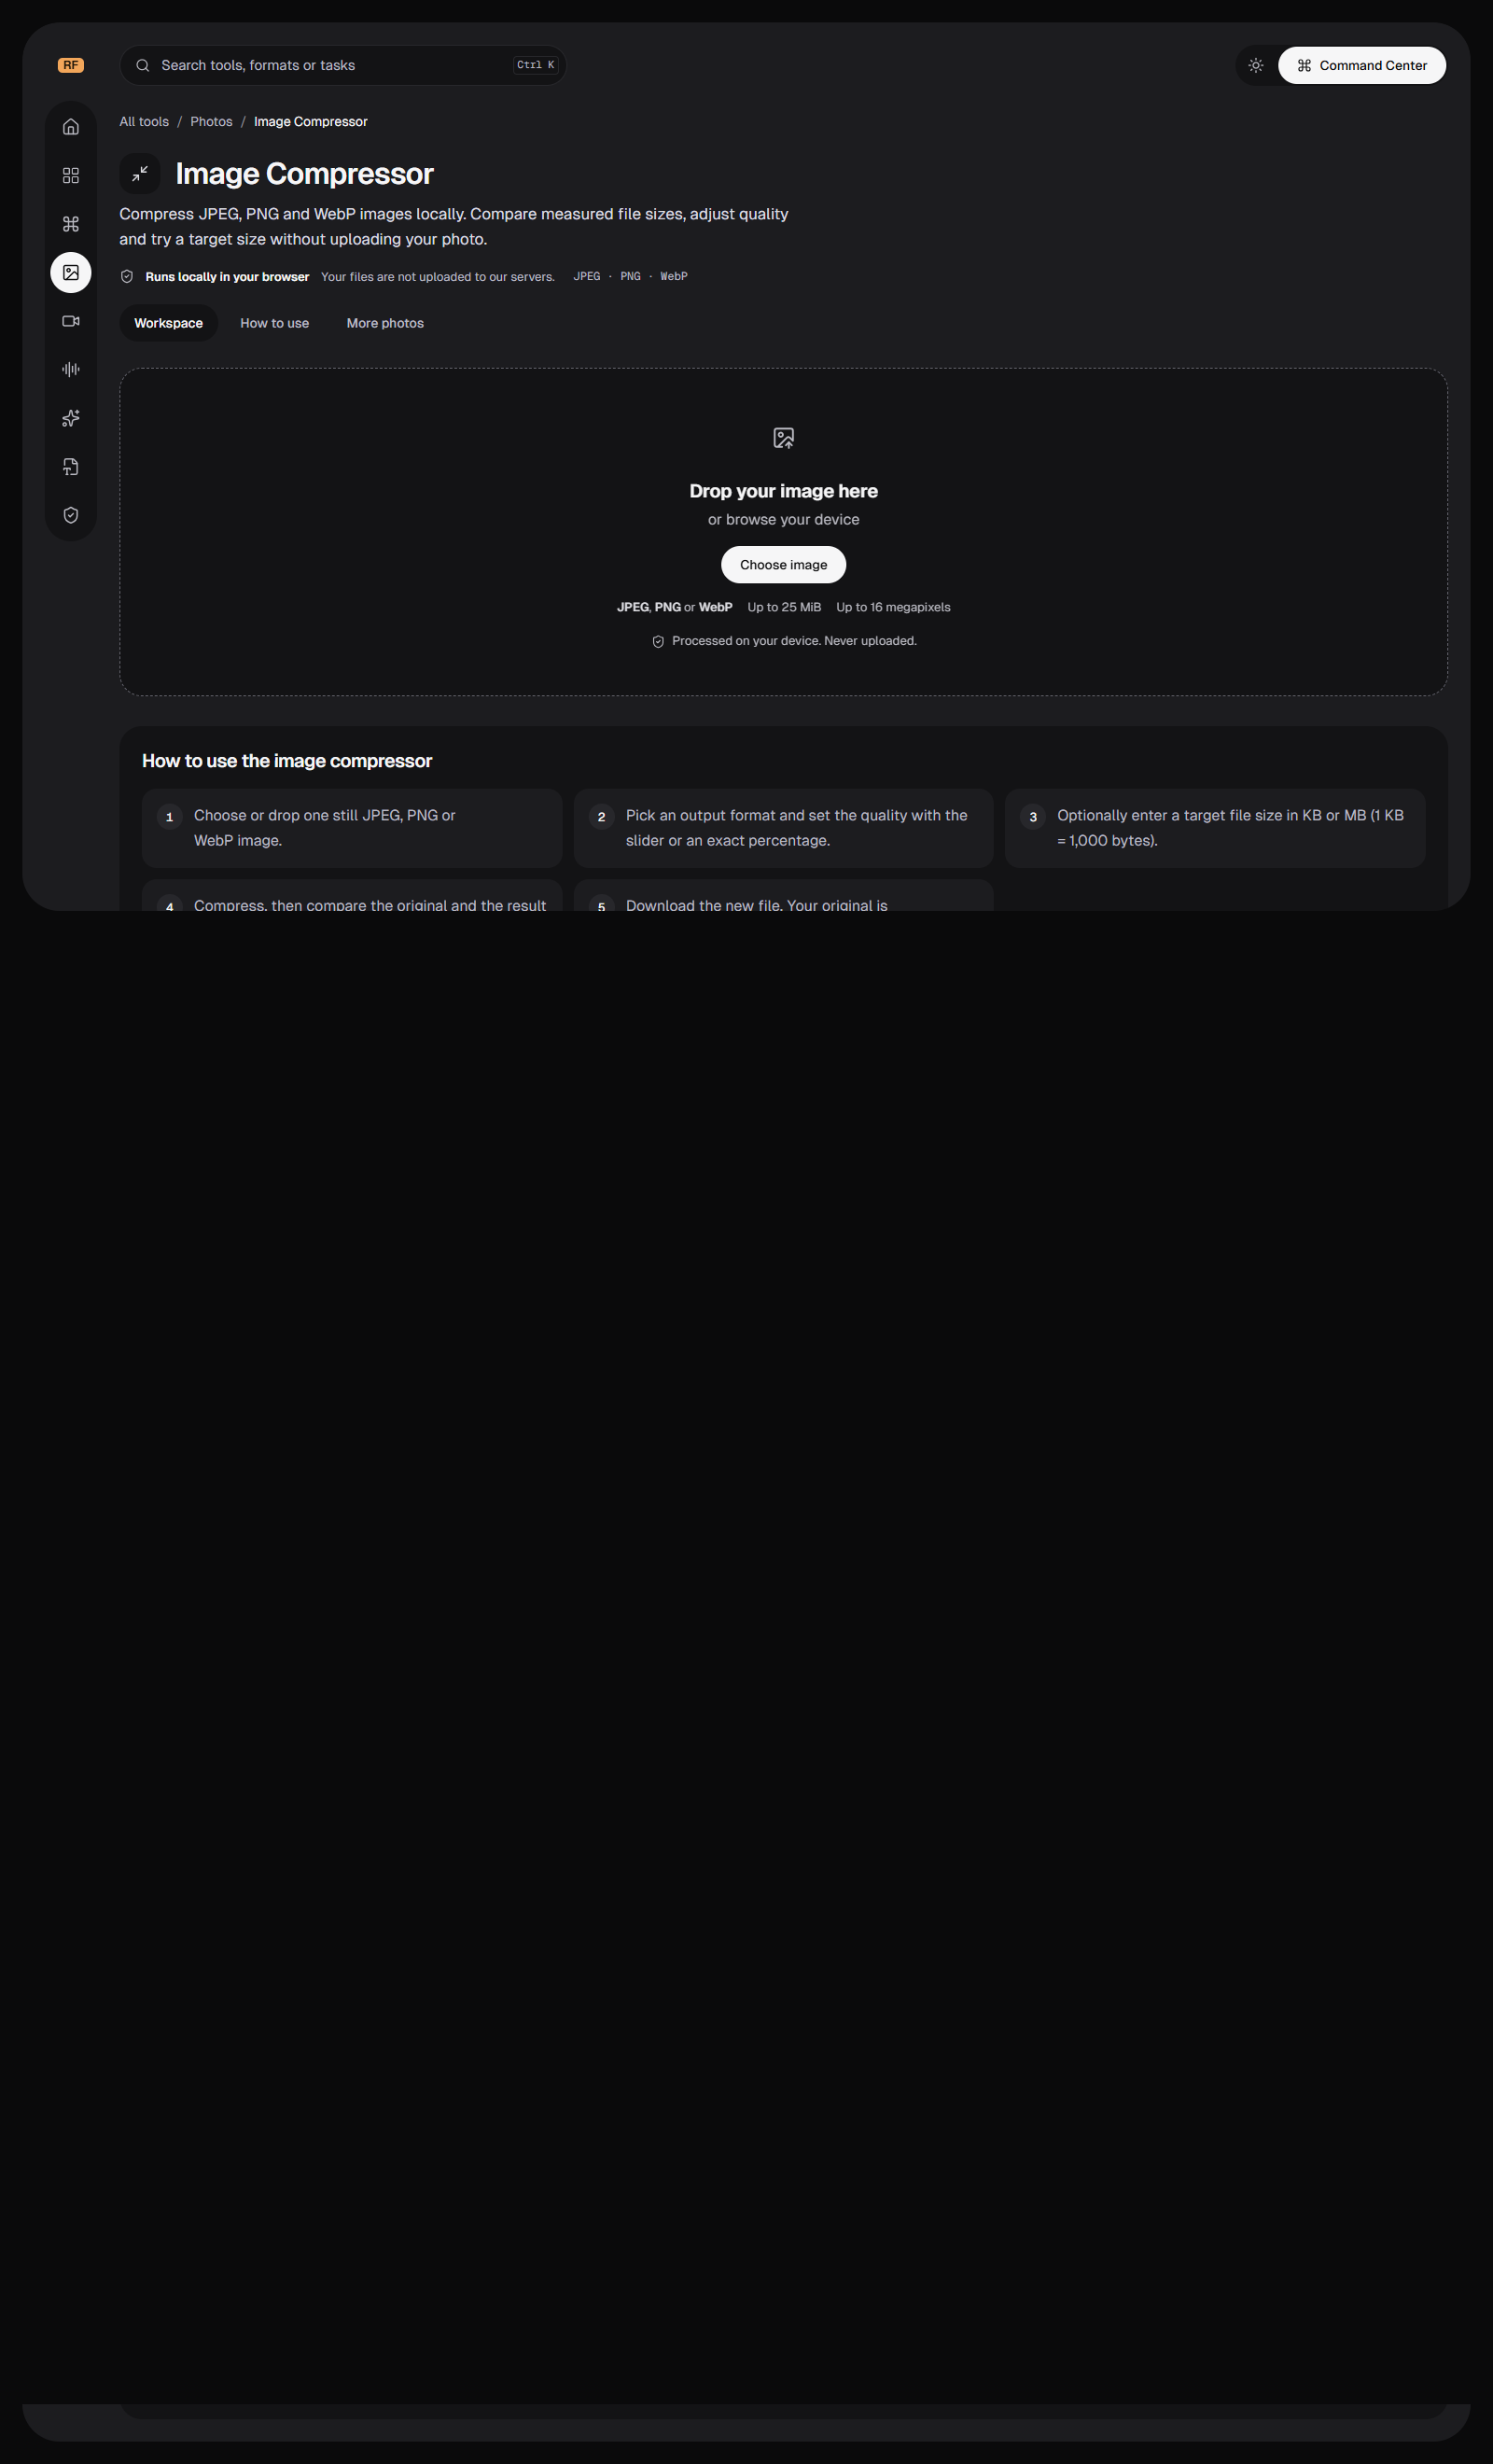 RF
Search tools, formats or tasks
Ctrl K
Command Center
All tools / Photos / Image Compressor
Image Compressor
Compress JPEG, PNG and WebP images locally. Compare measured file sizes, adjust quality
and try a target size without uploading your photo.
Runs locally in your browser Your files are not uploaded to our servers. JPEG · PNG · WebP
Workspace
How to use
More photos
Drop your image here
or browse your device
Choose image
JPEG, PNG or WebP Up to 25 MiB Up to 16 megapixels
Processed on your device. Never uploaded.
How to use the image compressor
1 Choose or drop one still JPEG, PNG or
WebP image.
2 Pick an output format and set the quality with the
slider or an exact percentage.
3 Optionally enter a target file size in KB or MB (1 KB
= 1,000 bytes).
4 Compress, then compare the original and the result
5 Download the new file. Your original is